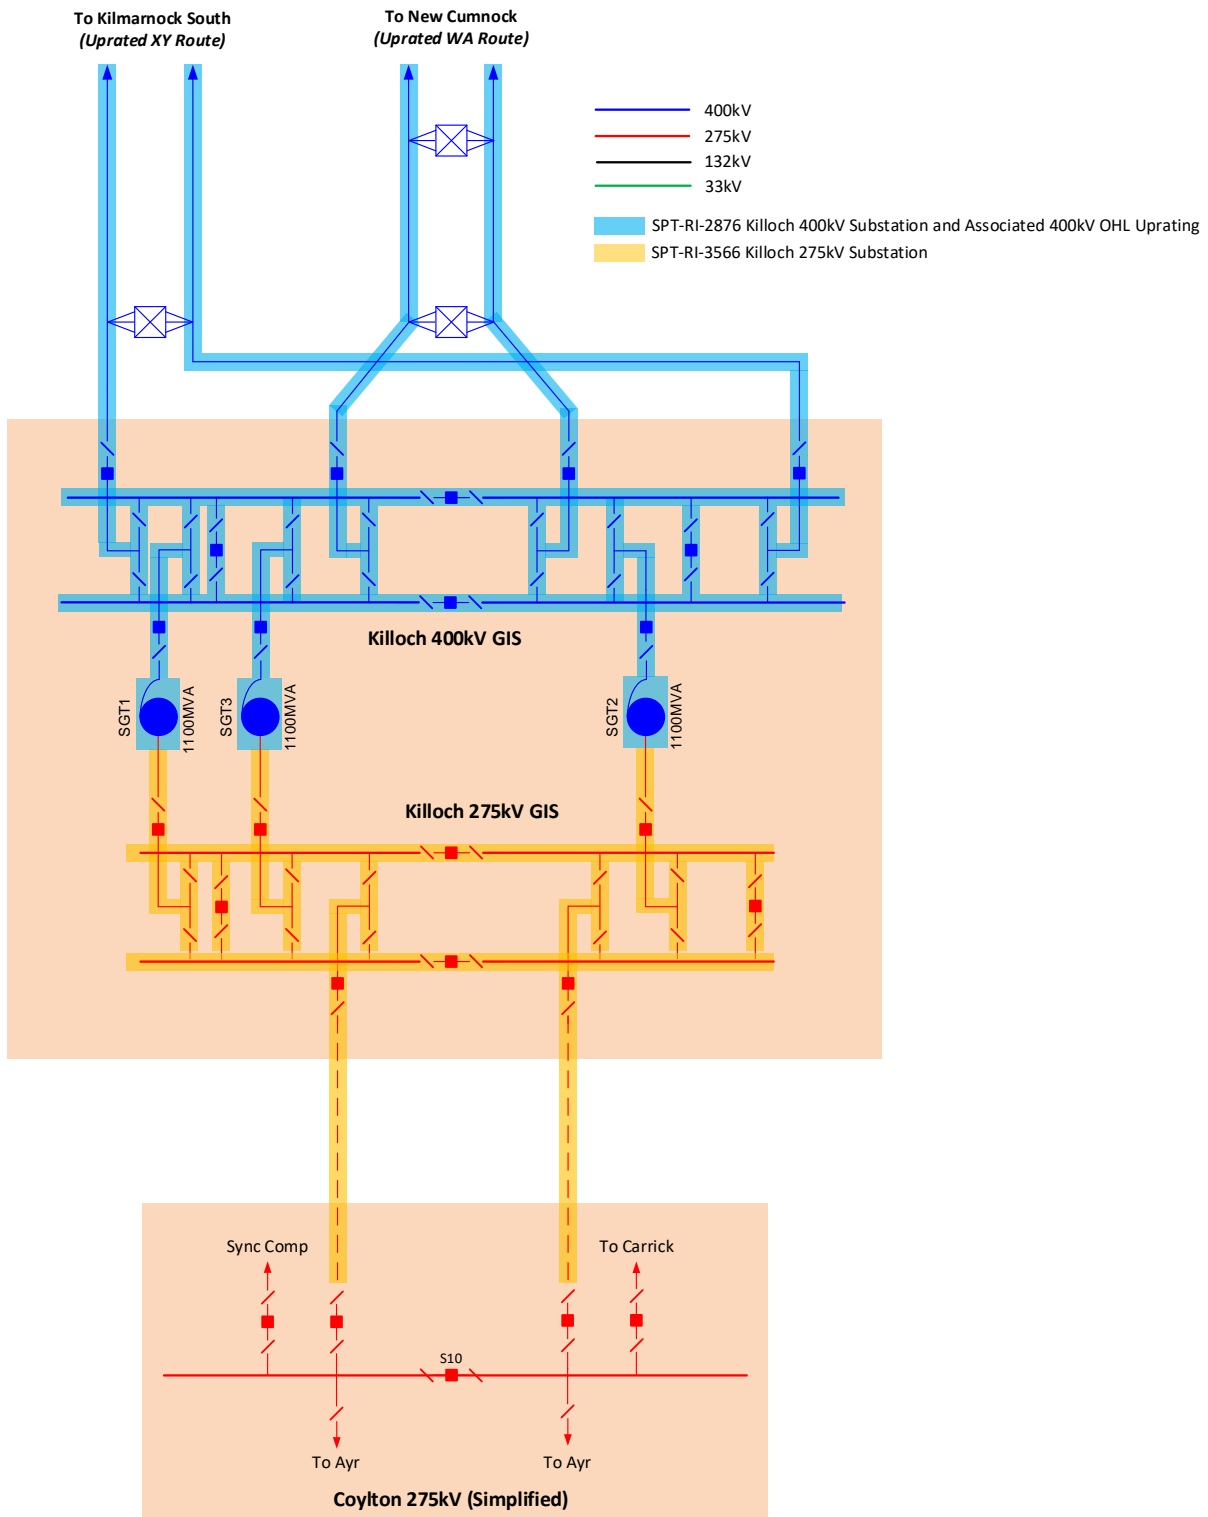 To Kilmarnock South
(Uprated XY Route)
To New Cumnock
(Uprated WA Route)
400kV
275kV
132kV
33kV
SPT-RI-2876 Killoch 400kV Substation and Associated 400kV OHL Uprating
SPT-RI-3566 Killoch 275kV Substation
Killoch 400kV GIS
SGT1
1100MVA
SGT3
1100MVA
SGT2
1100MVA
Killoch 275kV GIS
Sync Comp
To Carrick
S10
To Ayr
To Ayr
Coylton 275kV (Simplified)